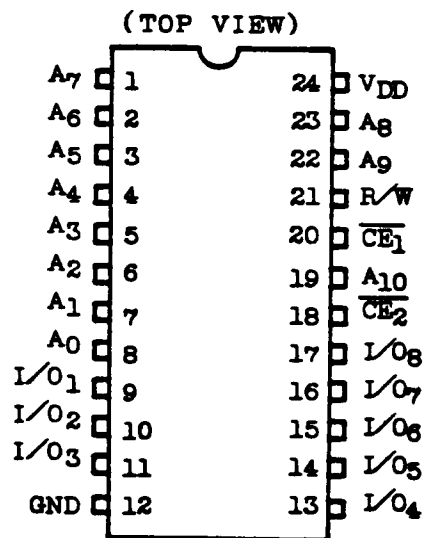 (TOP VIEW)
A7 1 24 VDD
A6 2 23 A8
A5 3 22 A9
A4 4 21 R/W
A3 5 20 CE1
A2 6 19 A10
A1 7 18 CE2
A0 8 17 I/O8
I/O1 9 16 I/O7
I/O2 10 15 I/O6
I/O3 11 14 I/O5
GND 12 13 I/O4